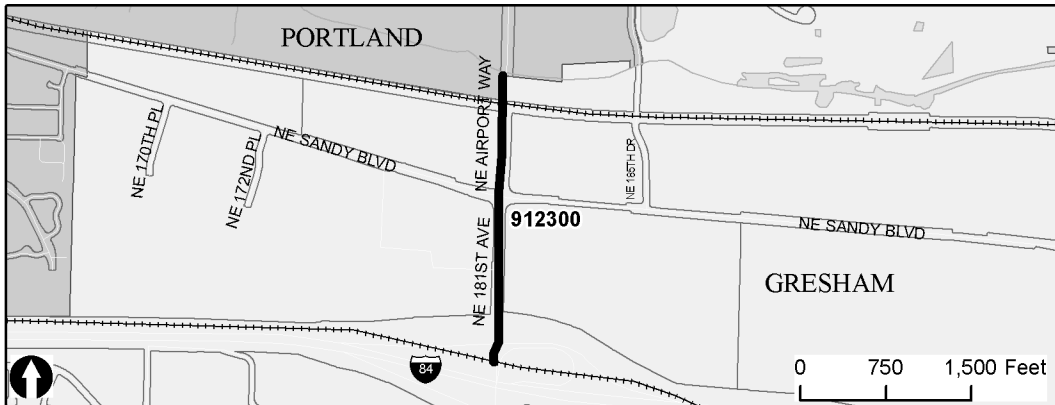 PORTLAND
NE AIRPORT WAY
NE 170TH PL
NE 172ND PL
NE SANDY BLVD
NE 185TH DR
912300
NE SANDY BLVD
NE 181ST AVE
GRESHAM
84
0 750 1,500 Feet